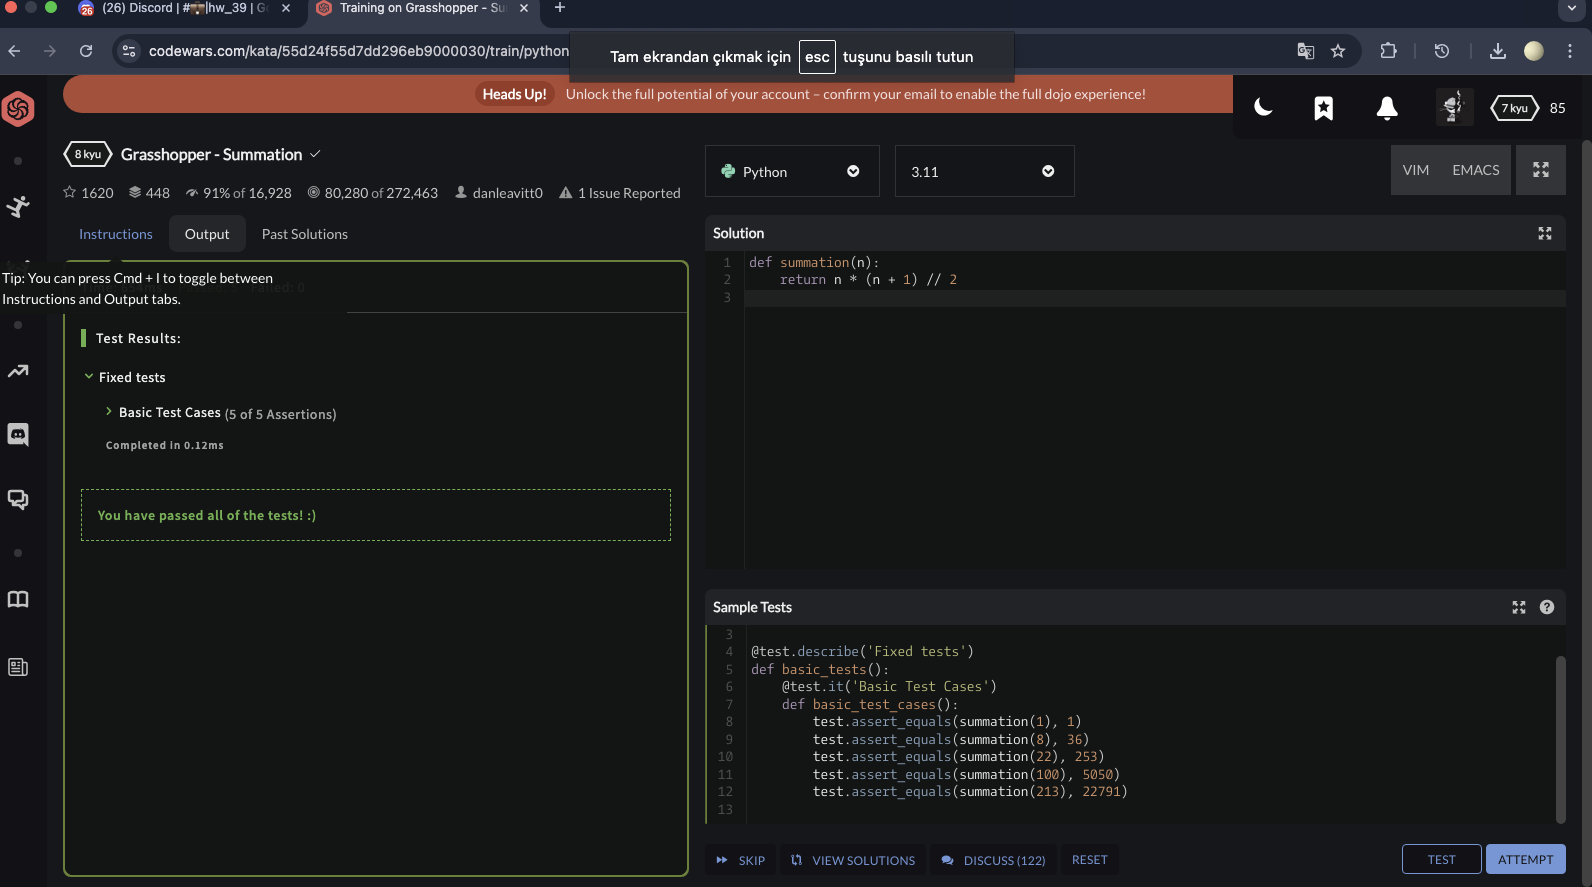 (26) Discord | #💼|hw_39 | G
Training on Grasshopper - Su
codewars.com/kata/55d24f55d7dd296eb9000030/train/python
Tam ekrandan çıkmak için esc tuşunu basılı tutun
Heads Up! Unlock the full potential of your account – confirm your email to enable the full dojo experience!
7 kyu 85
8 kyu Grasshopper - Summation
1620 448 91% of 16,928 80,280 of 272,463 danleavitt0 1 Issue Reported
Instructions Output Past Solutions
Tip: You can press Cmd + I to toggle between
Instructions and Output tabs.
Test Results:
Fixed tests
Basic Test Cases (5 of 5 Assertions)
Completed in 0.12ms
You have passed all of the tests! :)
Python 3.11 VIM EMACS
Solution
1 def summation(n):
2     return n * (n + 1) // 2
3
Sample Tests
3
4 @test.describe('Fixed tests')
5 def basic_tests():
6     @test.it('Basic Test Cases')
7     def basic_test_cases():
8         test.assert_equals(summation(1), 1)
9         test.assert_equals(summation(8), 36)
10         test.assert_equals(summation(22), 253)
11         test.assert_equals(summation(100), 5050)
12         test.assert_equals(summation(213), 22791)
13
SKIP VIEW SOLUTIONS DISCUSS (122) RESET TEST ATTEMPT